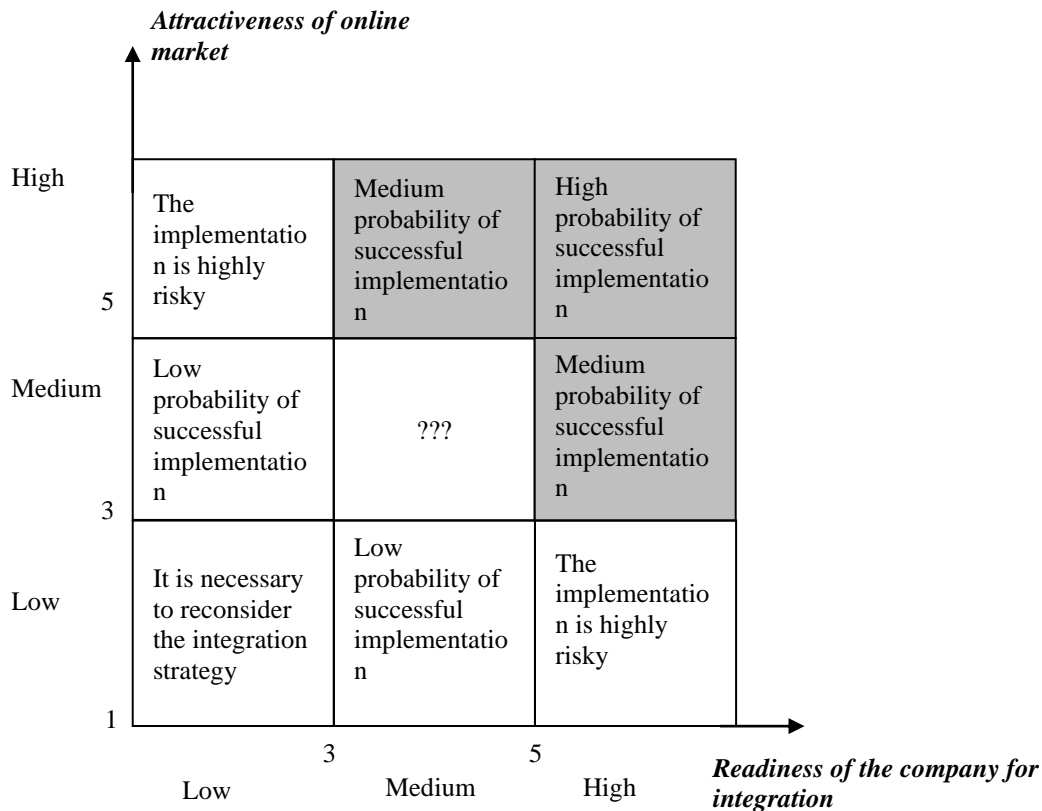 Attractiveness of online
market
High
The
implementatio
n is highly
risky
Medium
probability of
successful
implementatio
n
High
probability of
successful
implementatio
n
5
Medium
Low
probability of
successful
implementatio
n
???
Medium
probability of
successful
implementatio
n
3
Low
It is necessary
to reconsider
the integration
strategy
Low
probability of
successful
implementatio
n
The
implementatio
n is highly
risky
1
3
5
Low
Medium
High
Readiness of the company for
integration